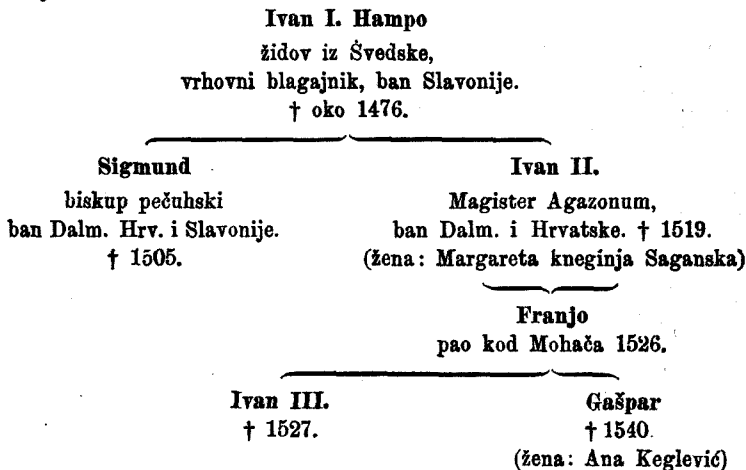 Ivan I. Hampo
židov iz Švedske,
vrhovni blagajnik, ban Slavonije.
† oko 1476.
Sigmund
biskup pečuhski
ban Dalm. Hrv. i Slavonije.
† 1505.
Ivan II.
Magister Agazonum,
ban Dalm. i Hrvatske. † 1519.
(žena: Margareta kneginja Saganska)
Franjo
pao kod Mohača 1526.
Ivan III.
† 1527.
Gašpar
† 1540.
(žena: Ana Keglević)